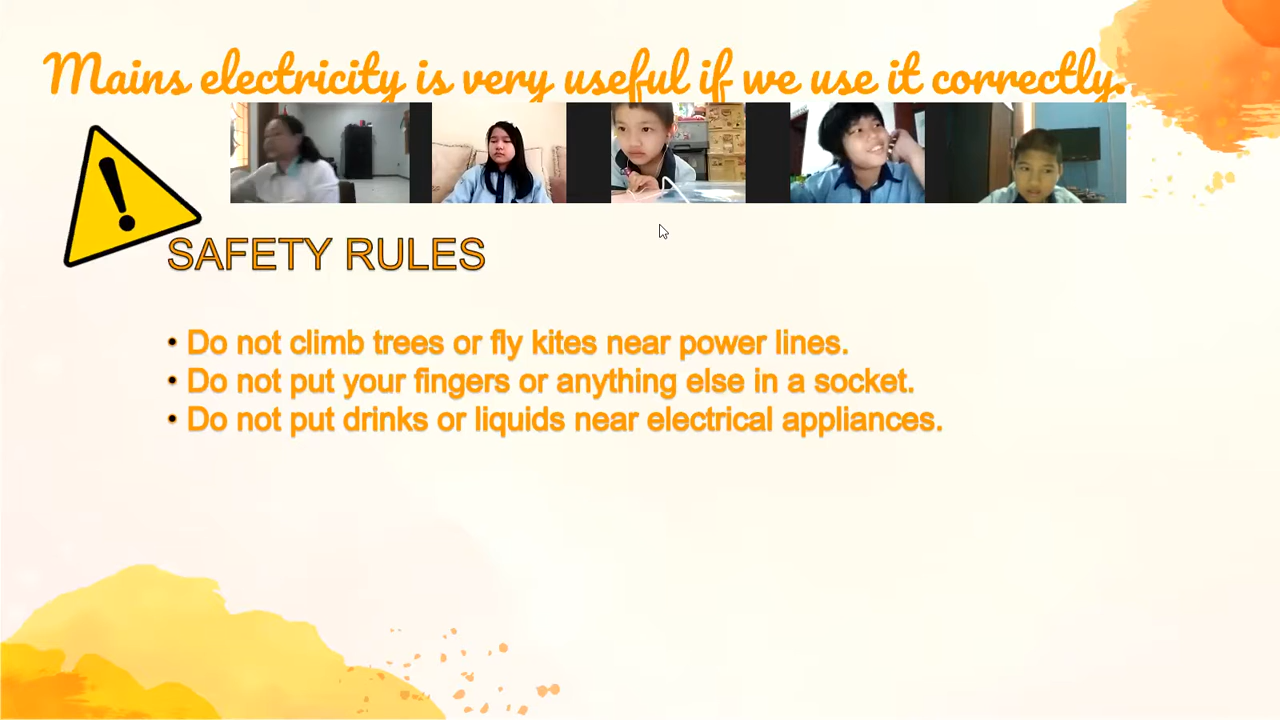 Mains electricity is very useful if we use it correctly.
SAFETY RULES
• Do not climb trees or fly kites near power lines.
• Do not put your fingers or anything else in a socket.
• Do not put drinks or liquids near electrical appliances.